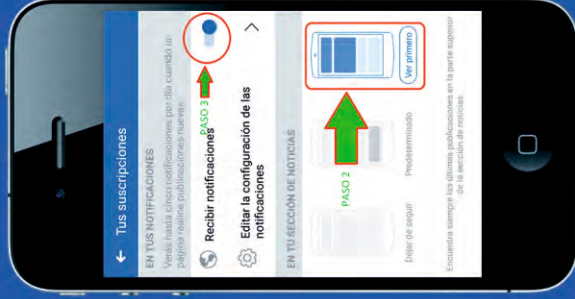 ← Tus suscripciones
EN TUS NOTIFICACIONES
Verás hasta cinco notificaciones por día cuando la
página realice publicaciones nuevas.
PASO 3
Recibir notificaciones
Editar la configuración de las
notificaciones
EN TU SECCIÓN DE NOTICIAS
PASO 2
Dejar de seguir
Predeterminado
Ver primero
Encuentra siempre las últimas publicaciones en la parte superior
de la sección de noticias.